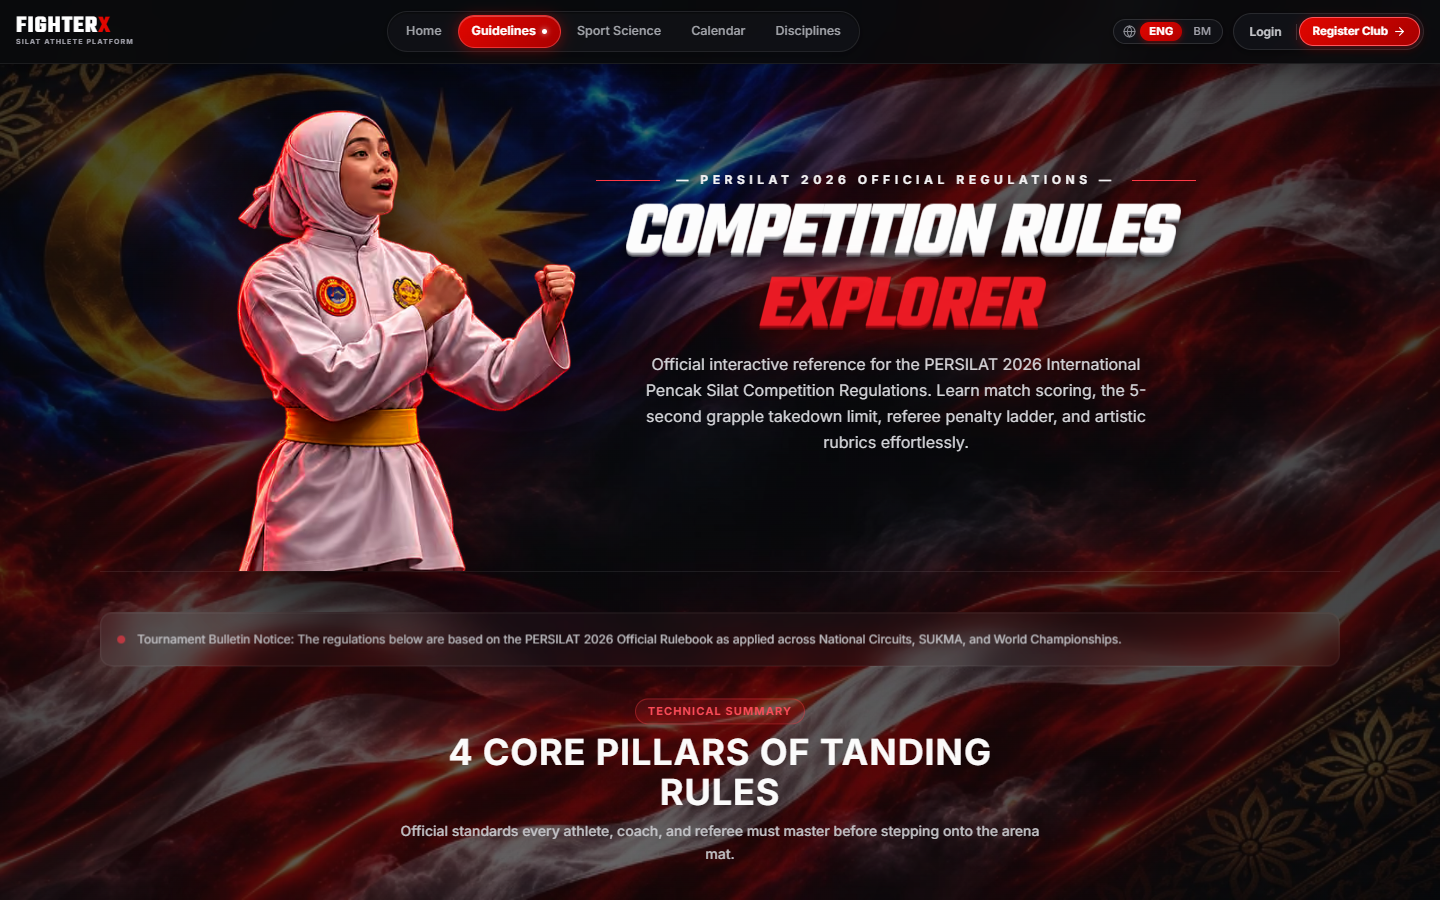 FIGHTERX
SILAT ATHLETE PLATFORM
Home
Guidelines
Sport Science
Calendar
Disciplines
ENG
BM
Login
Register Club →
— PERSILAT 2026 OFFICIAL REGULATIONS —
COMPETITION RULES
EXPLORER
Official interactive reference for the PERSILAT 2026 International
Pencak Silat Competition Regulations. Learn match scoring, the 5-
second grapple takedown limit, referee penalty ladder, and artistic
rubrics effortlessly.
Tournament Bulletin Notice: The regulations below are based on the PERSILAT 2026 Official Rulebook as applied across National Circuits, SUKMA, and World Championships.
TECHNICAL SUMMARY
4 CORE PILLARS OF TANDING
RULES
Official standards every athlete, coach, and referee must master before stepping onto the arena
mat.